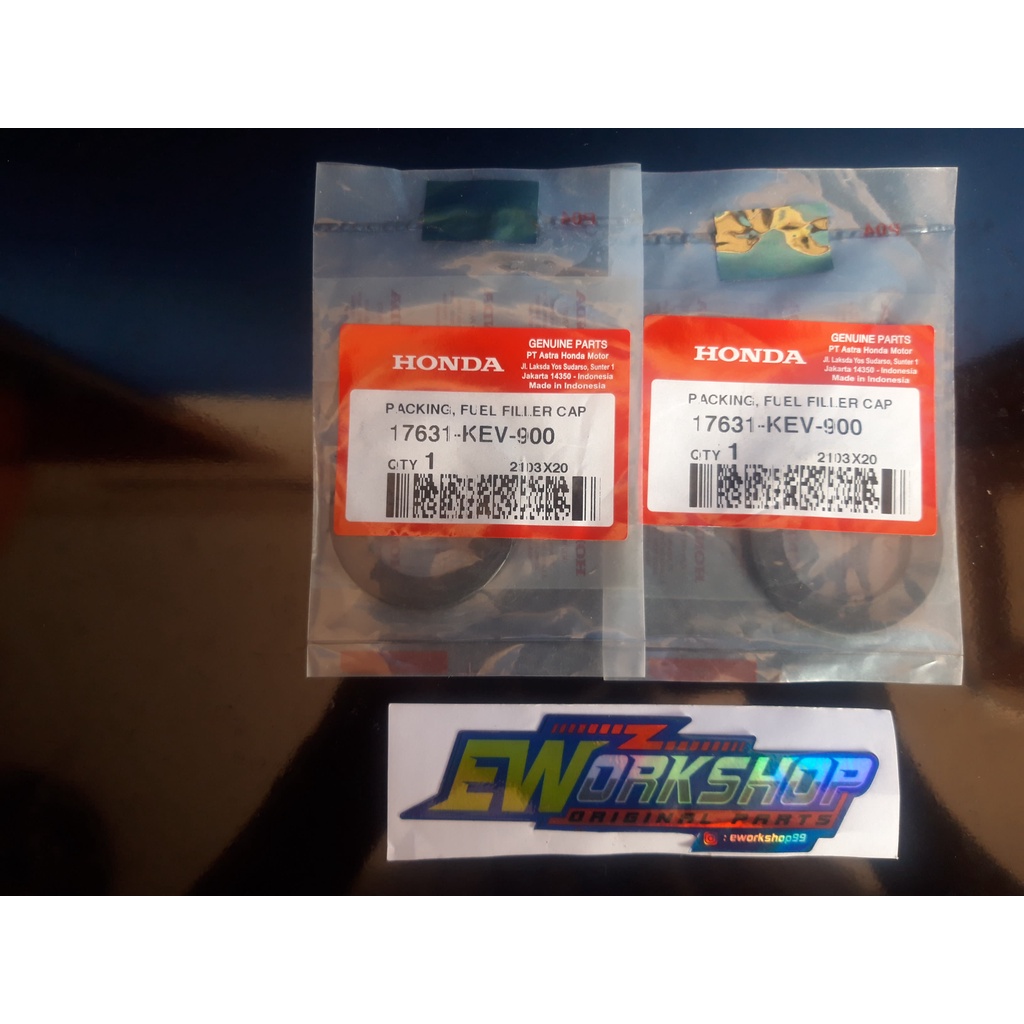 HONDA
GENUINE PARTS
PT Astra Honda Motor
Jl. Laksda Yos Sudarso, Sunter 1
Jakarta 14350 - Indonesia
Made in Indonesia
PACKING, FUEL FILLER CAP
17631-KEV-900
QTY 1 2103X20
HONDA
GENUINE PARTS
PT Astra Honda Motor
Jl. Laksda Yos Sudarso, Sunter 1
Jakarta 14350 - Indonesia
Made in Indonesia
PACKING, FUEL FILLER CAP
17631-KEV-900
QTY 1 2103X20
EWORKSHOP
ORIGINAL PARTS
: eworkshop99